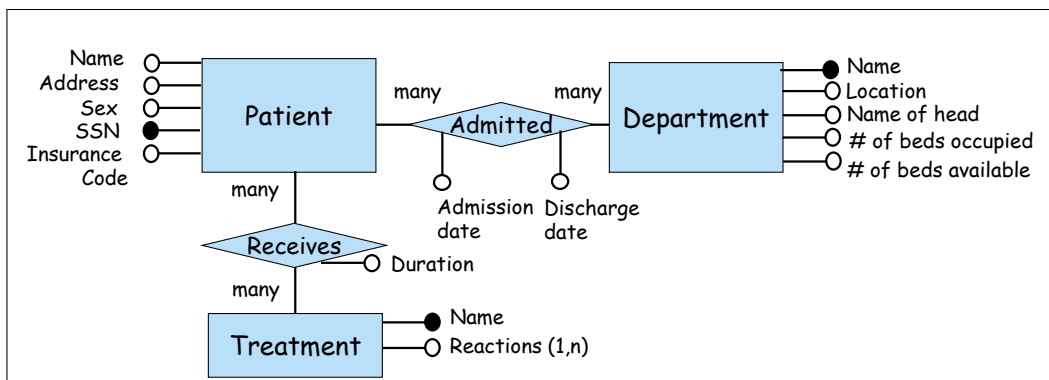 Name
Address
Sex
SSN
Insurance
Code
Patient
many
Admitted
many
Department
Name
Location
Name of head
# of beds occupied
# of beds available
Admission
date
Discharge
date
many
Receives
Duration
many
Treatment
Name
Reactions (1,n)